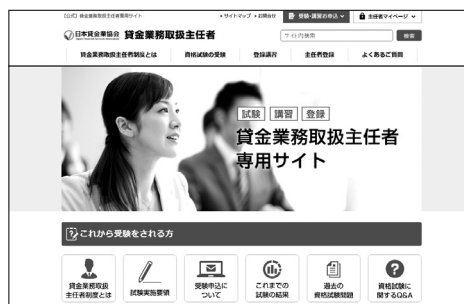 【公式】貸金業務取扱主任者専用サイト
サイトマップ
お問合せ
受験・講習のお申込
主任者マイページ
日本貸金業協会 貸金業務取扱主任者
サイト内検索
検索
貸金業務取扱主任者制度とは
資格試験の受験
登録講習
主任者登録
よくあるご質問
試験 講習 登録
貸金業務取扱主任者
専用サイト
これから受験をされる方
貸金業務取扱
主任者制度とは
試験実施要領
受験申込に
ついて
これまでの
試験の結果
過去の
資格試験問題
資格試験に
関するQ&A